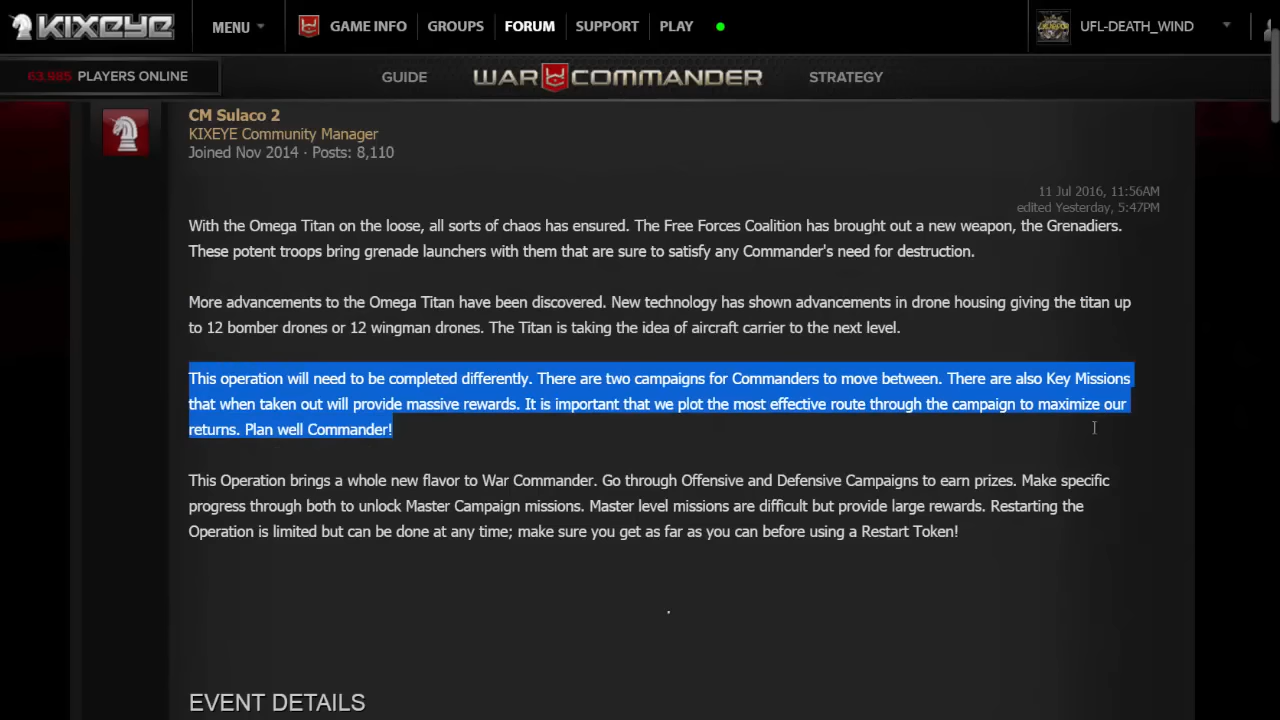 KIXEYE
MENU
GAME INFO
GROUPS
FORUM
SUPPORT
PLAY
UFL-DEATH_WIND
63,985 PLAYERS ONLINE
GUIDE
WAR COMMANDER
STRATEGY
CM Sulaco 2
KIXEYE Community Manager
Joined Nov 2014 · Posts: 8,110
11 Jul 2016, 11:56AM
edited Yesterday, 5:47PM
With the Omega Titan on the loose, all sorts of chaos has ensured. The Free Forces Coalition has brought out a new weapon, the Grenadiers.
These potent troops bring grenade launchers with them that are sure to satisfy any Commander's need for destruction.
More advancements to the Omega Titan have been discovered. New technology has shown advancements in drone housing giving the titan up
to 12 bomber drones or 12 wingman drones. The Titan is taking the idea of aircraft carrier to the next level.
This operation will need to be completed differently. There are two campaigns for Commanders to move between. There are also Key Missions
that when taken out will provide massive rewards. It is important that we plot the most effective route through the campaign to maximize our
returns. Plan well Commander!
This Operation brings a whole new flavor to War Commander. Go through Offensive and Defensive Campaigns to earn prizes. Make specific
progress through both to unlock Master Campaign missions. Master level missions are difficult but provide large rewards. Restarting the
Operation is limited but can be done at any time; make sure you get as far as you can before using a Restart Token!
.
EVENT DETAILS